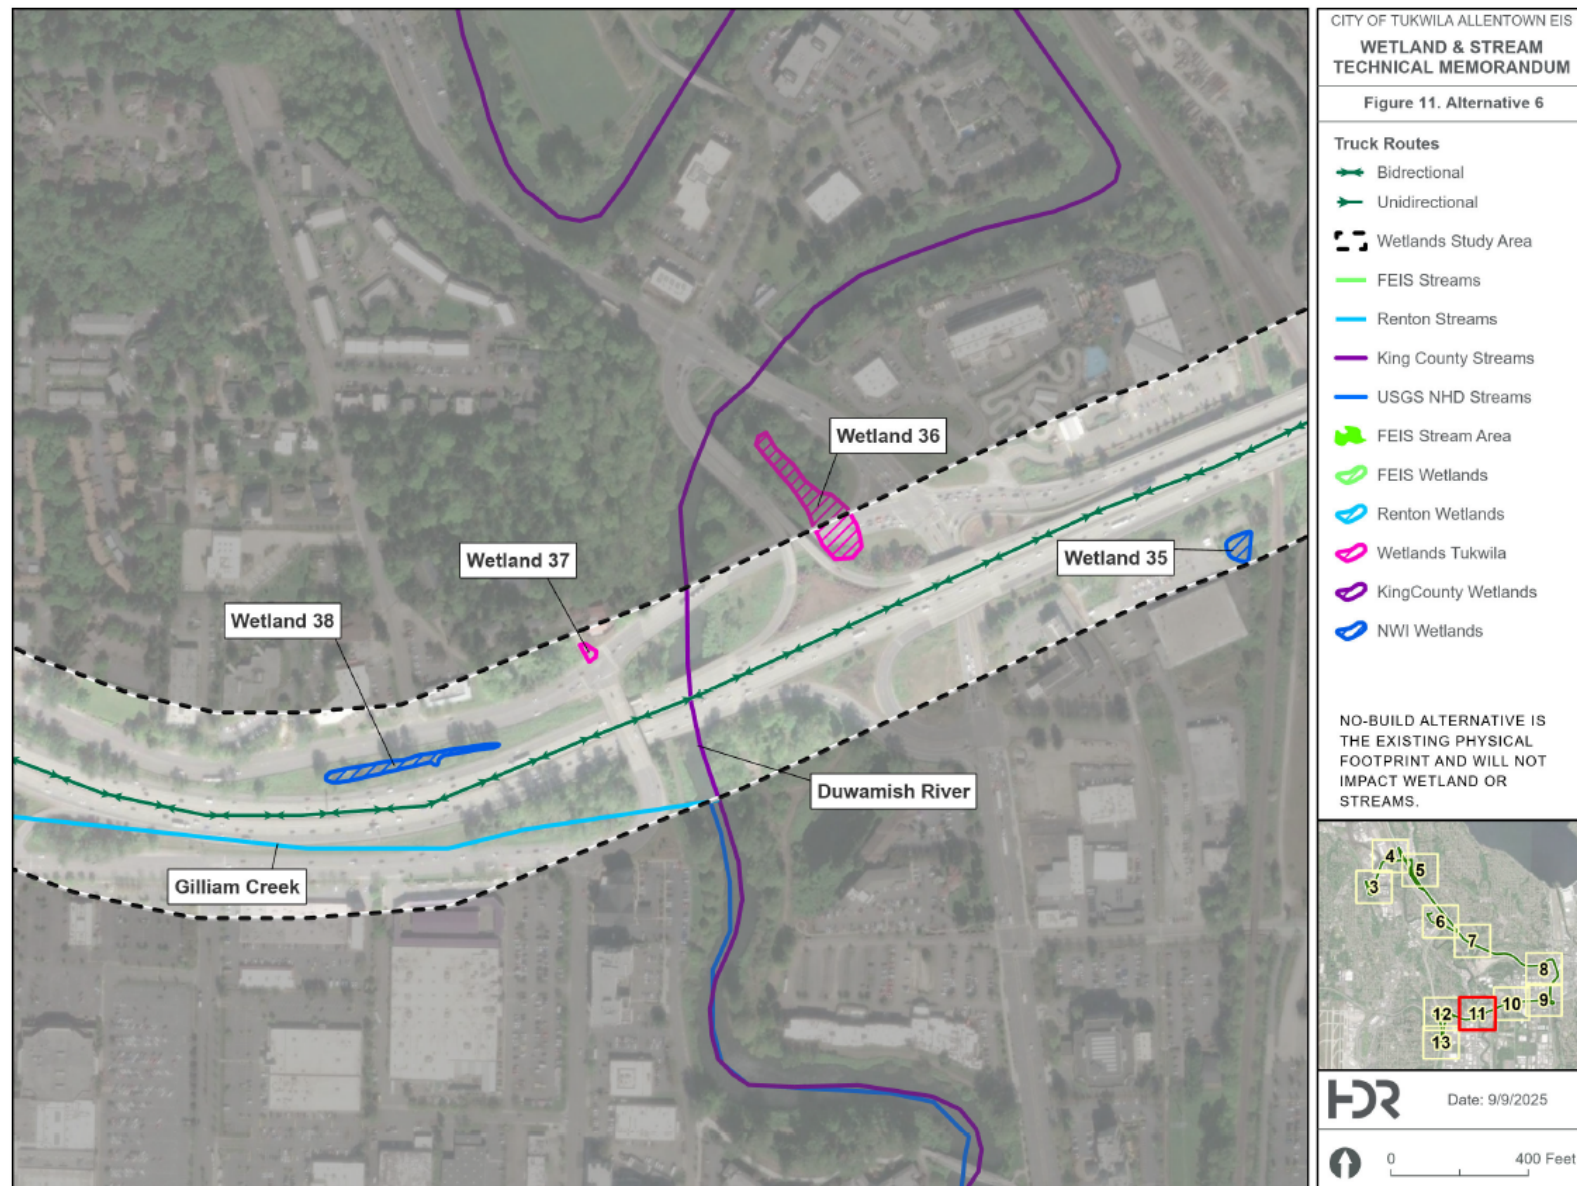 CITY OF TUKWILA ALLENTOWN EIS
WETLAND & STREAM
TECHNICAL MEMORANDUM
Figure 11. Alternative 6
Truck Routes
Bidrectional
Unidirectional
Wetlands Study Area
FEIS Streams
Renton Streams
King County Streams
USGS NHD Streams
FEIS Stream Area
FEIS Wetlands
Renton Wetlands
Wetlands Tukwila
KingCounty Wetlands
NWI Wetlands
NO-BUILD ALTERNATIVE IS
THE EXISTING PHYSICAL
FOOTPRINT AND WILL NOT
IMPACT WETLAND OR
STREAMS.
Wetland 36
Wetland 37
Wetland 35
Wetland 38
Duwamish River
Gilliam Creek
4
5
3
6
7
8
9
10
11
12
13
HDR
Date: 9/9/2025
0
400 Feet